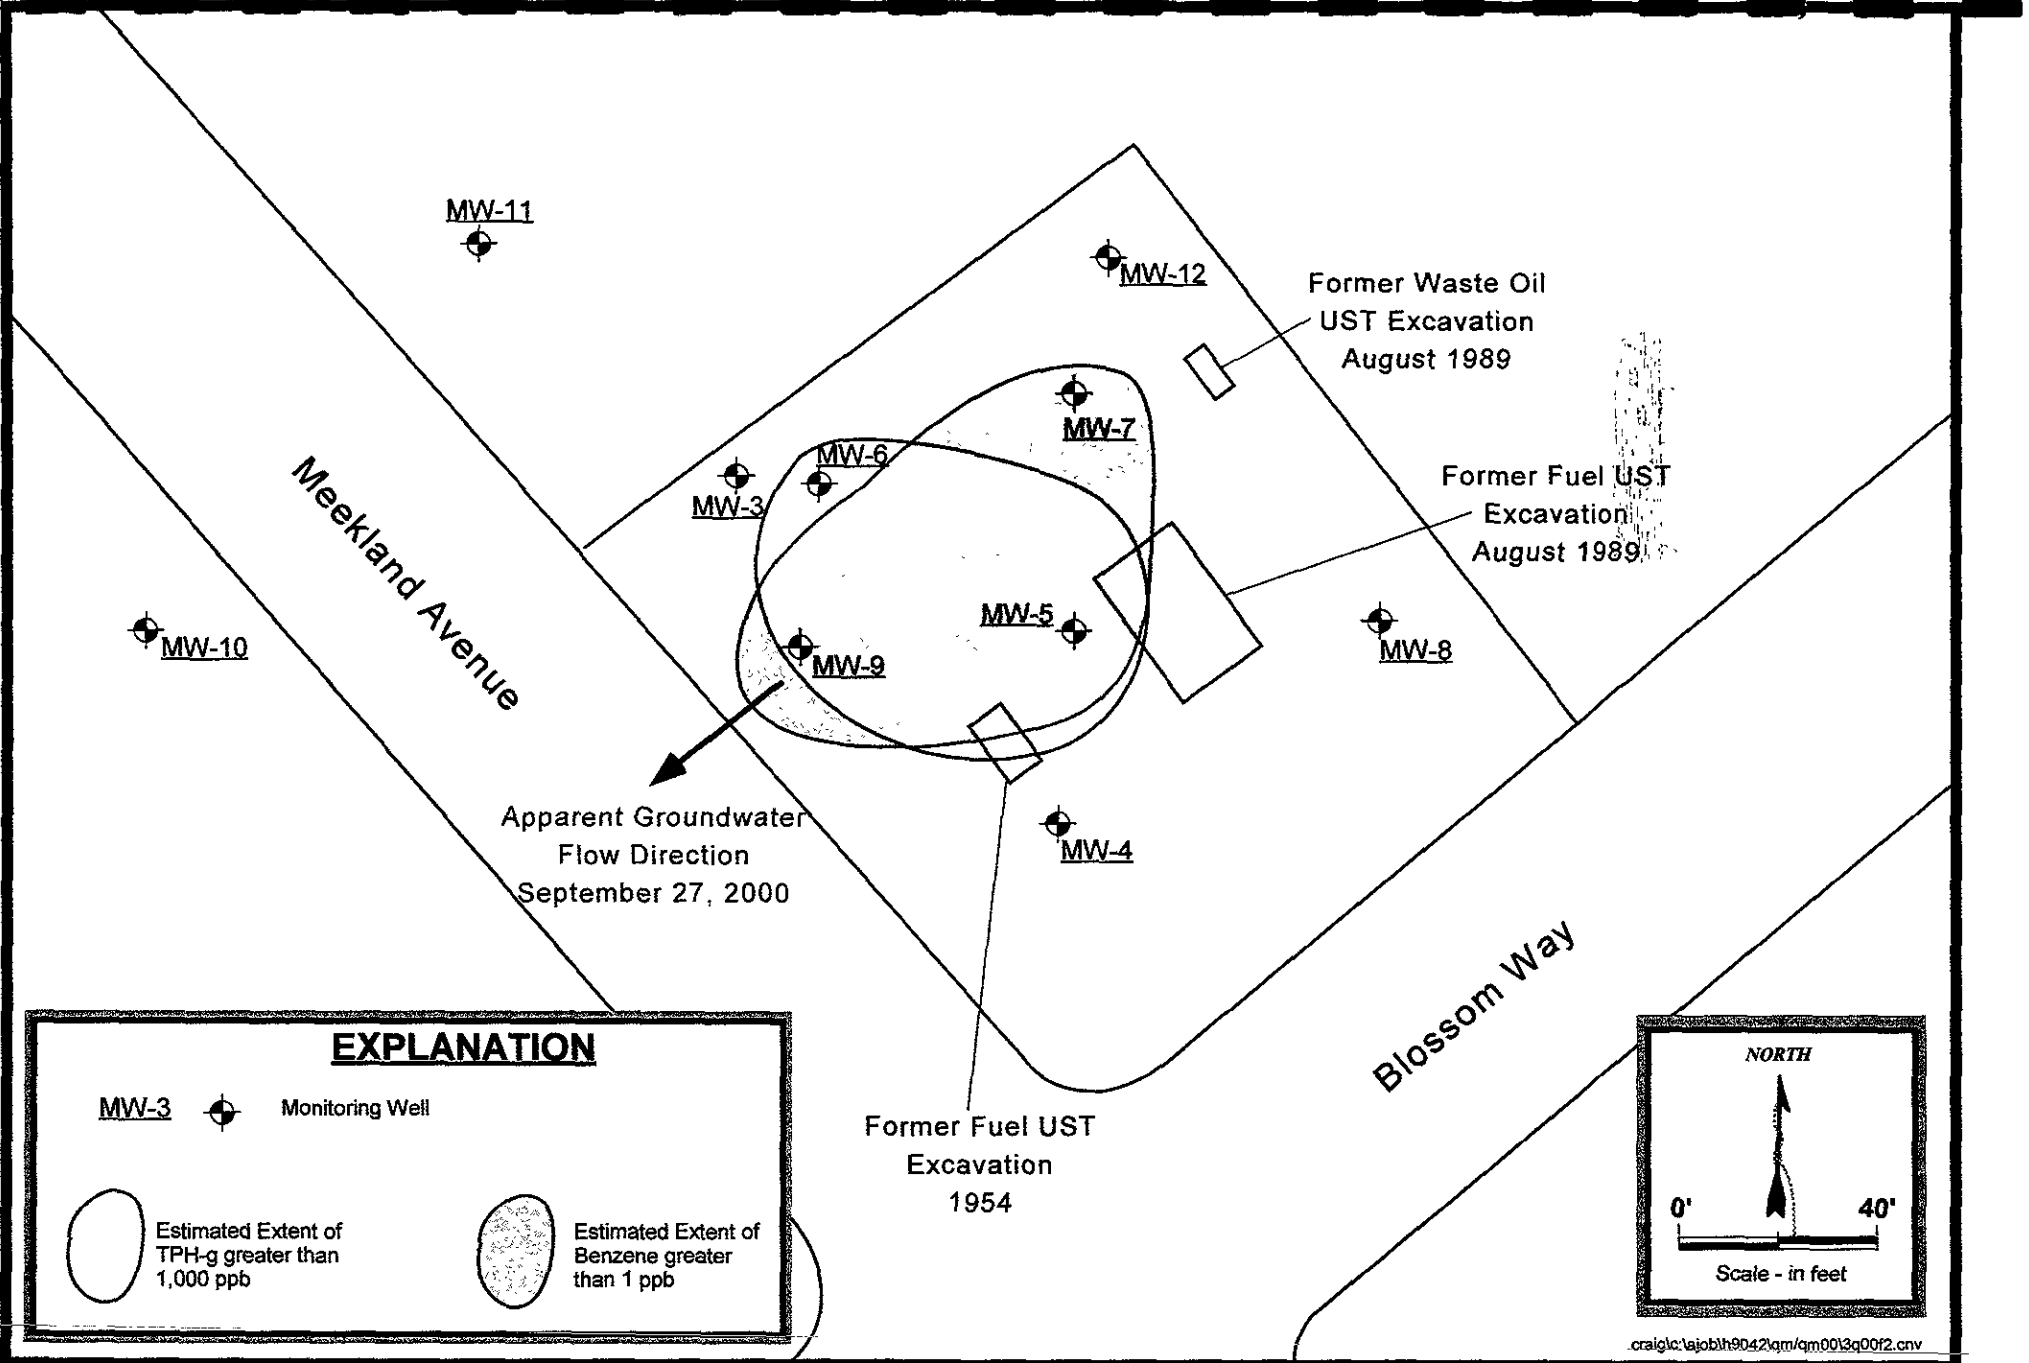 MW-11
MW-12
Former Waste Oil
UST Excavation
August 1989
MW-7
MW-6
MW-3
Former Fuel UST
Excavation
August 1989
Meekland Avenue
MW-5
MW-10
MW-9
MW-8
Apparent Groundwater
Flow Direction
September 27, 2000
MW-4
Blossom Way
Former Fuel UST
Excavation
1954
EXPLANATION
MW-3
Monitoring Well
Estimated Extent of
TPH-g greater than
1,000 ppb
Estimated Extent of
Benzene greater
than 1 ppb
NORTH
0' 40'
Scale - in feet
craig\c:\ajob\h9042\qm/qm00\3q00f2.cnv